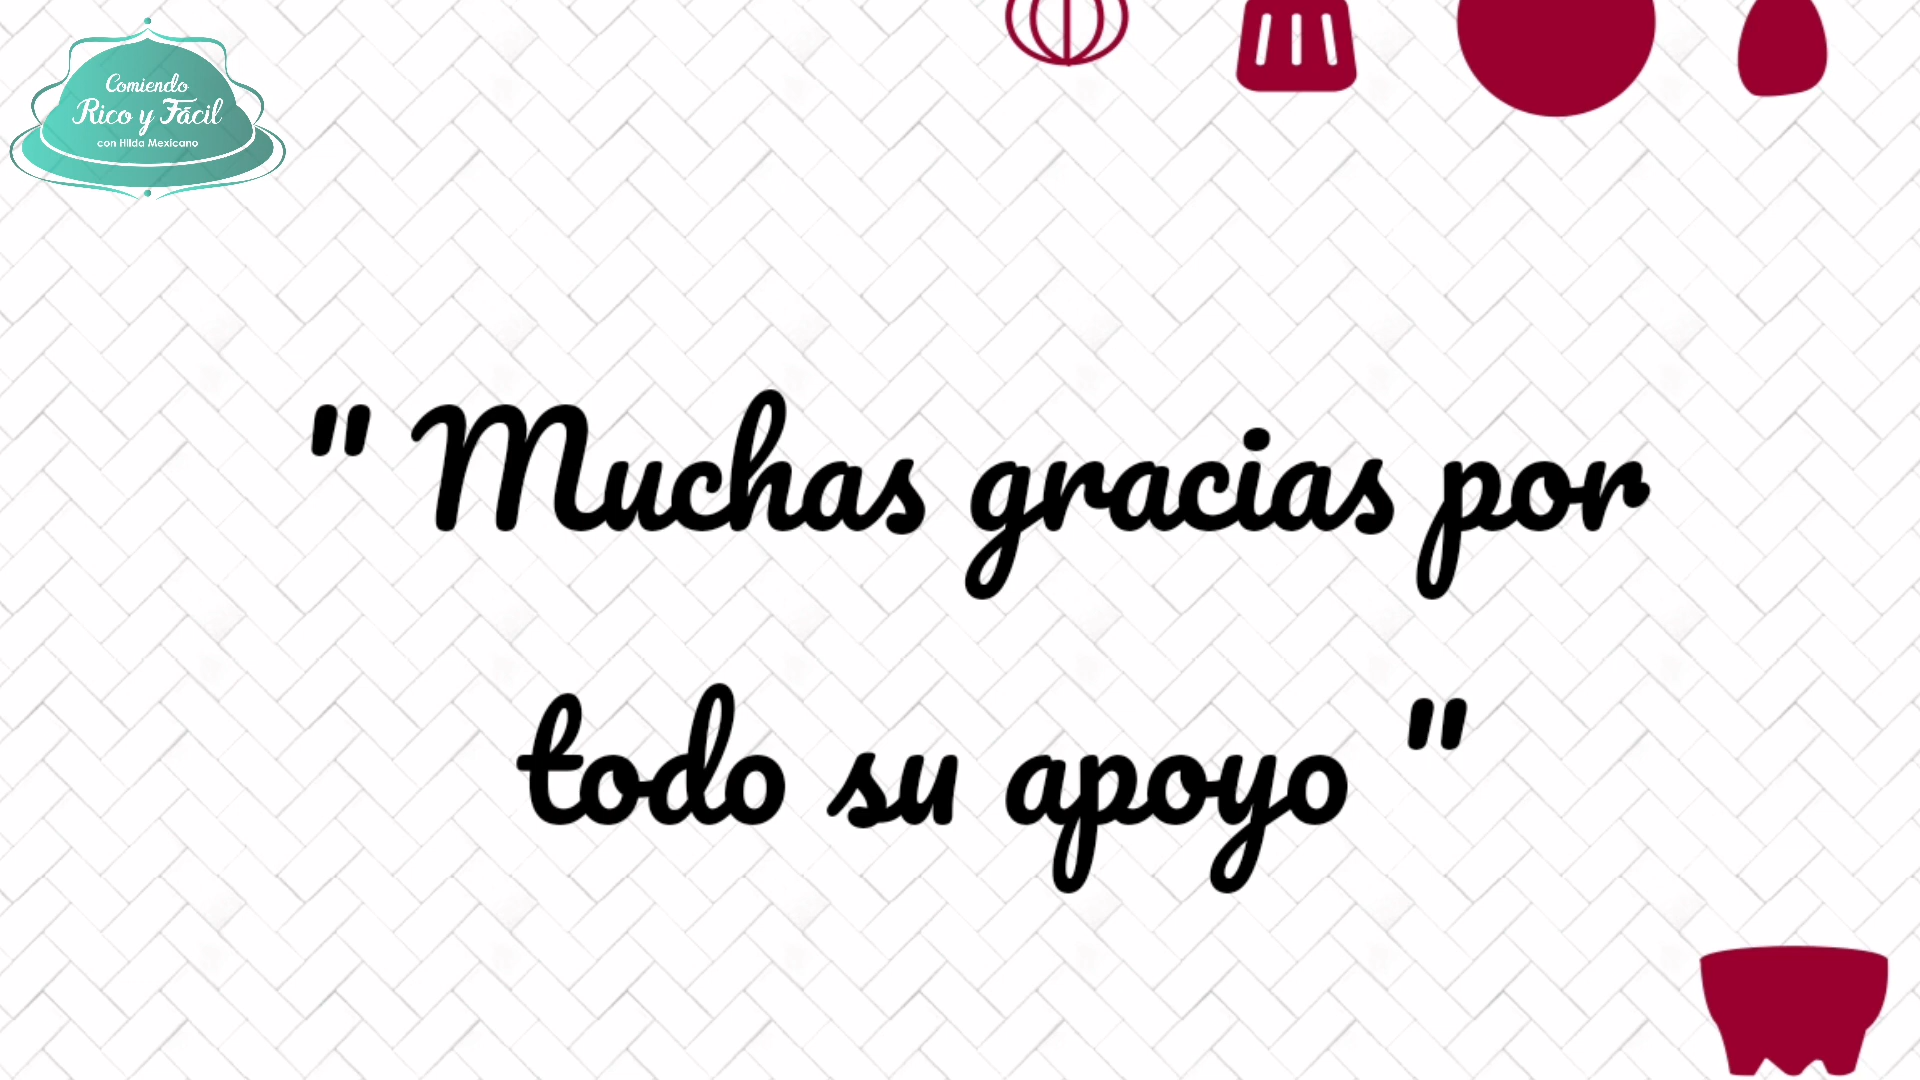 Comiendo
Rico y Fácil
con Hilda Mexicano
" Muchas gracias por
todo su apoyo "